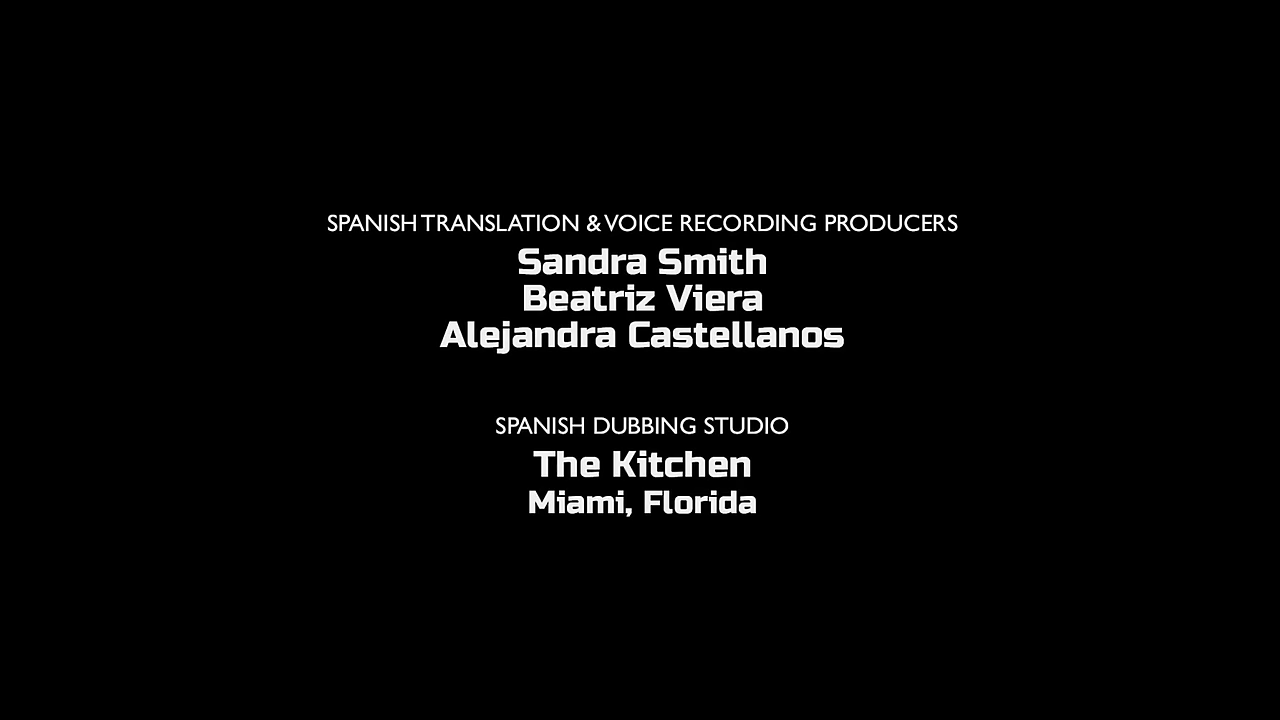 SPANISH TRANSLATION & VOICE RECORDING PRODUCERS
Sandra Smith
Beatriz Viera
Alejandra Castellanos
SPANISH DUBBING STUDIO
The Kitchen
Miami, Florida